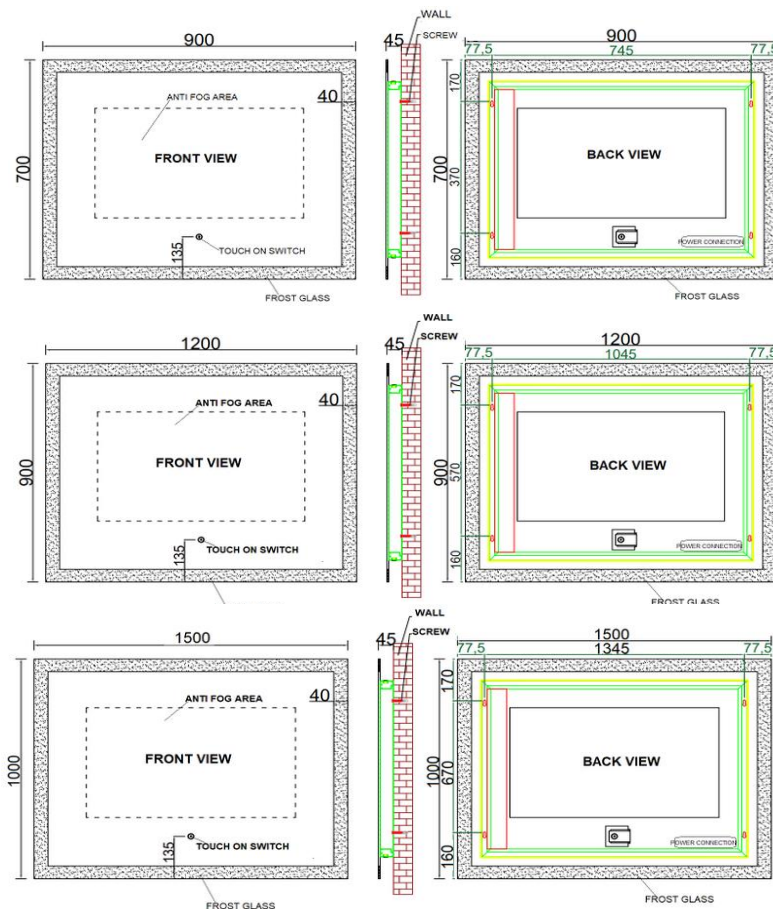 900
45
WALL
SCREW
900
77,5
745
77,5
ANTI FOG AREA
40
170
FRONT VIEW
BACK VIEW
700
700
370
TOUCH ON SWITCH
135
POWER CONNECTION
160
FROST GLASS
FROST GLASS
1200
45
WALL
SCREW
1200
77,5
1045
77,5
ANTI FOG AREA
40
170
FRONT VIEW
BACK VIEW
900
900
570
TOUCH ON SWITCH
135
POWER CONNECTION
160
FROST GLASS
1500
45
WALL
SCREW
1500
77,5
1345
77,5
ANTI FOG AREA
40
170
FRONT VIEW
BACK VIEW
1000
1000
670
TOUCH ON SWITCH
135
POWER CONNECTION
160
FROST GLASS
FROST GLASS